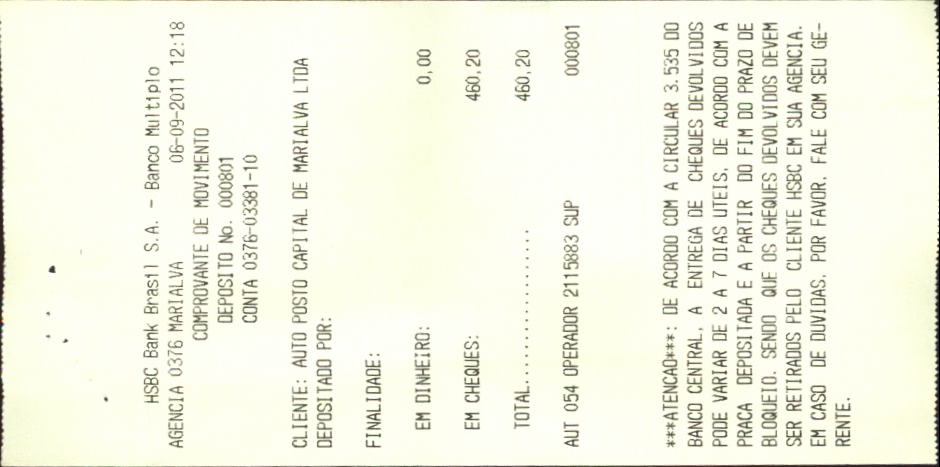 HSBC Bank Brasil S.A. - Banco Multiplo
AGENCIA 0376 MARIALVA 06-09-2011 12:18
COMPROVANTE DE MOVIMENTO
DEPOSITO No. 000801
CONTA 0376-03381-10
CLIENTE: AUTO POSTO CAPITAL DE MARIALVA LTDA
DEPOSITADO POR:
FINALIDADE:
EM DINHEIRO: 0,00
EM CHEQUES: 460,20
TOTAL.................... 460,20
AUT 054 OPERADOR 2115883 SUP 000801
***ATENCAO***: DE ACORDO COM A CIRCULAR 3.535 DO
BANCO CENTRAL, A ENTREGA DE CHEQUES DEVOLVIDOS
PODE VARIAR DE 2 A 7 DIAS UTEIS, DE ACORDO COM A
PRACA DEPOSITADA E A PARTIR DO FIM DO PRAZO DE
BLOQUEIO. SENDO QUE OS CHEQUES DEVOLVIDOS DEVEM
SER RETIRADOS PELO CLIENTE HSBC EM SUA AGENCIA.
EM CASO DE DUVIDAS, POR FAVOR, FALE COM SEU GE-
RENTE.